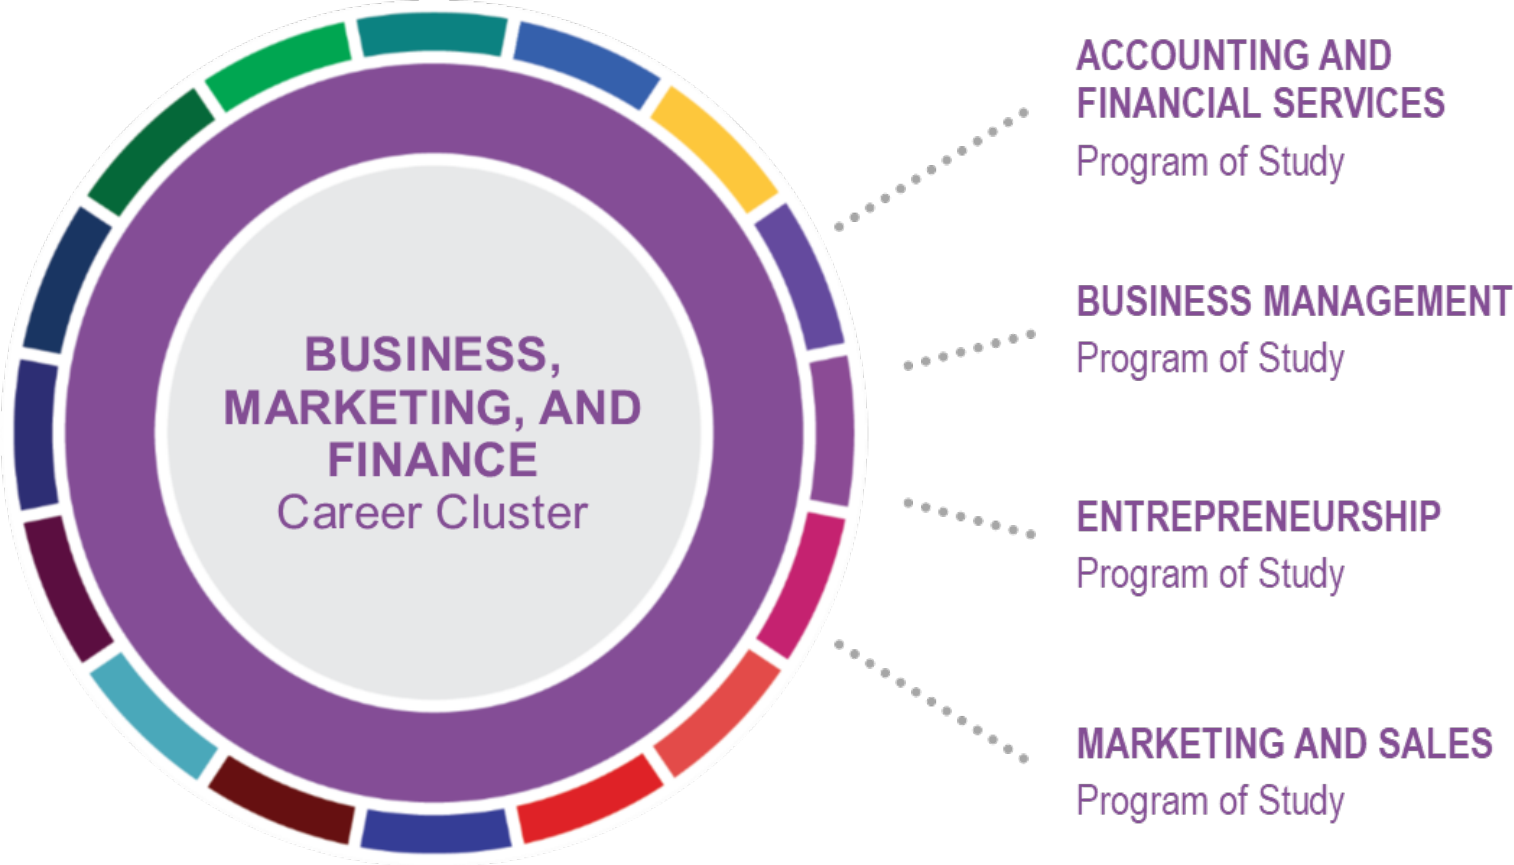 BUSINESS,
MARKETING, AND
FINANCE
Career Cluster
ACCOUNTING AND
FINANCIAL SERVICES
Program of Study
BUSINESS MANAGEMENT
Program of Study
ENTREPRENEURSHIP
Program of Study
MARKETING AND SALES
Program of Study